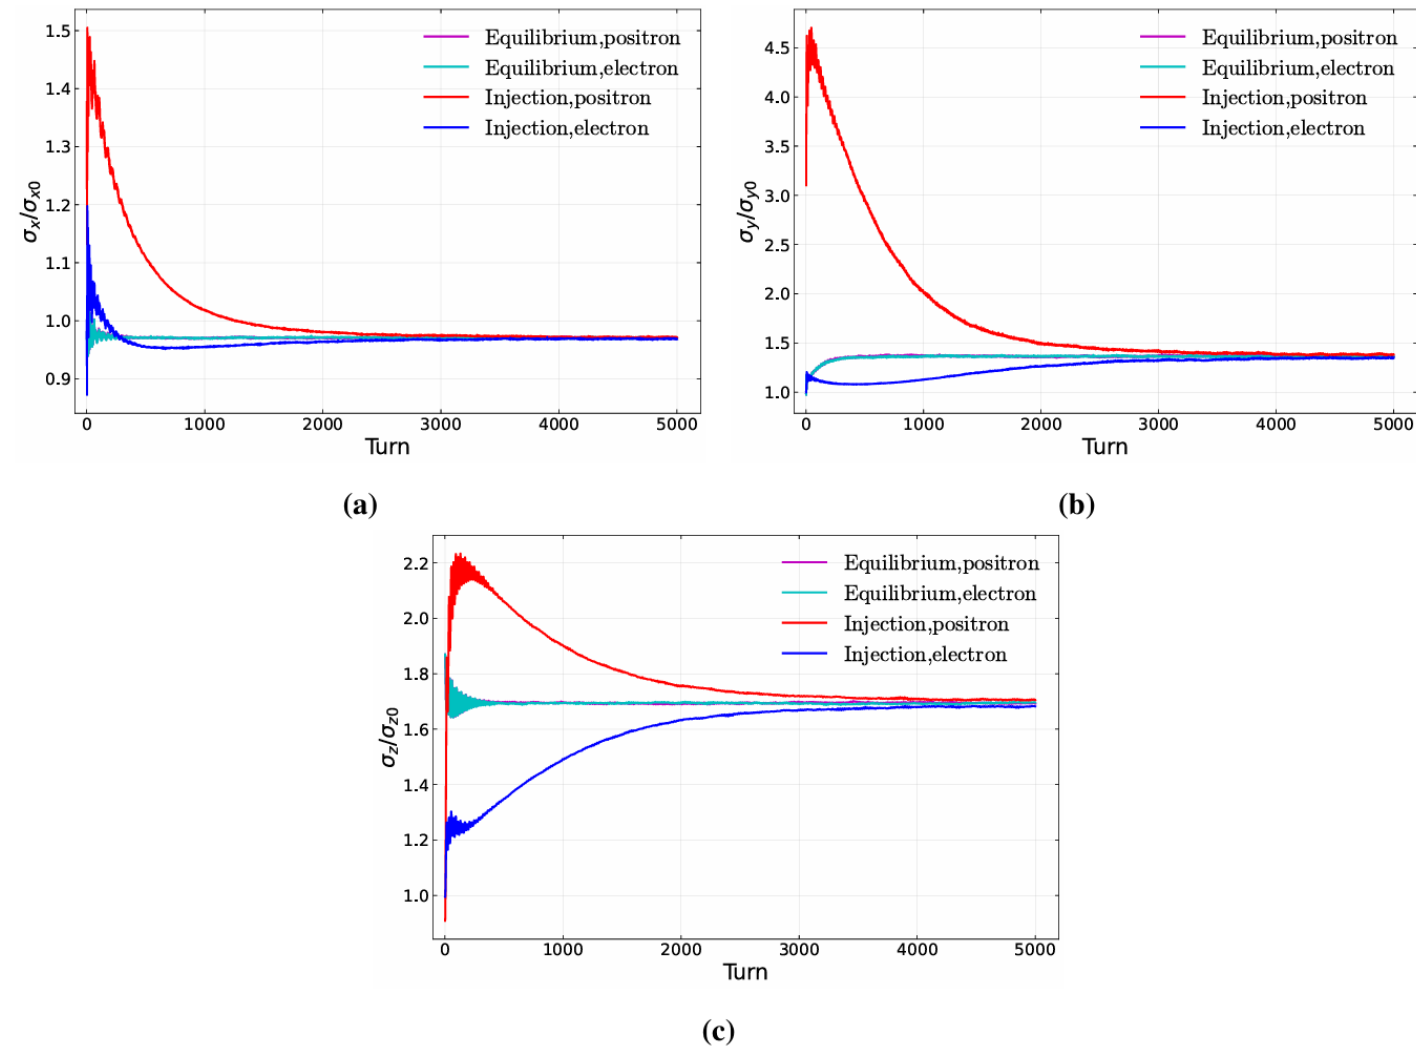 1.5
1.4
1.3
1.2
1.1
1.0
0.9
σx/σx0
Equilibrium,positron
Equilibrium,electron
Injection,positron
Injection,electron
0 1000 2000 3000 4000 5000
Turn
(a)
4.5
4.0
3.5
3.0
2.5
2.0
1.5
1.0
σy/σy0
Equilibrium,positron
Equilibrium,electron
Injection,positron
Injection,electron
0 1000 2000 3000 4000 5000
Turn
(b)
2.2
2.0
1.8
1.6
1.4
1.2
1.0
σz/σz0
Equilibrium,positron
Equilibrium,electron
Injection,positron
Injection,electron
0 1000 2000 3000 4000 5000
Turn
(c)